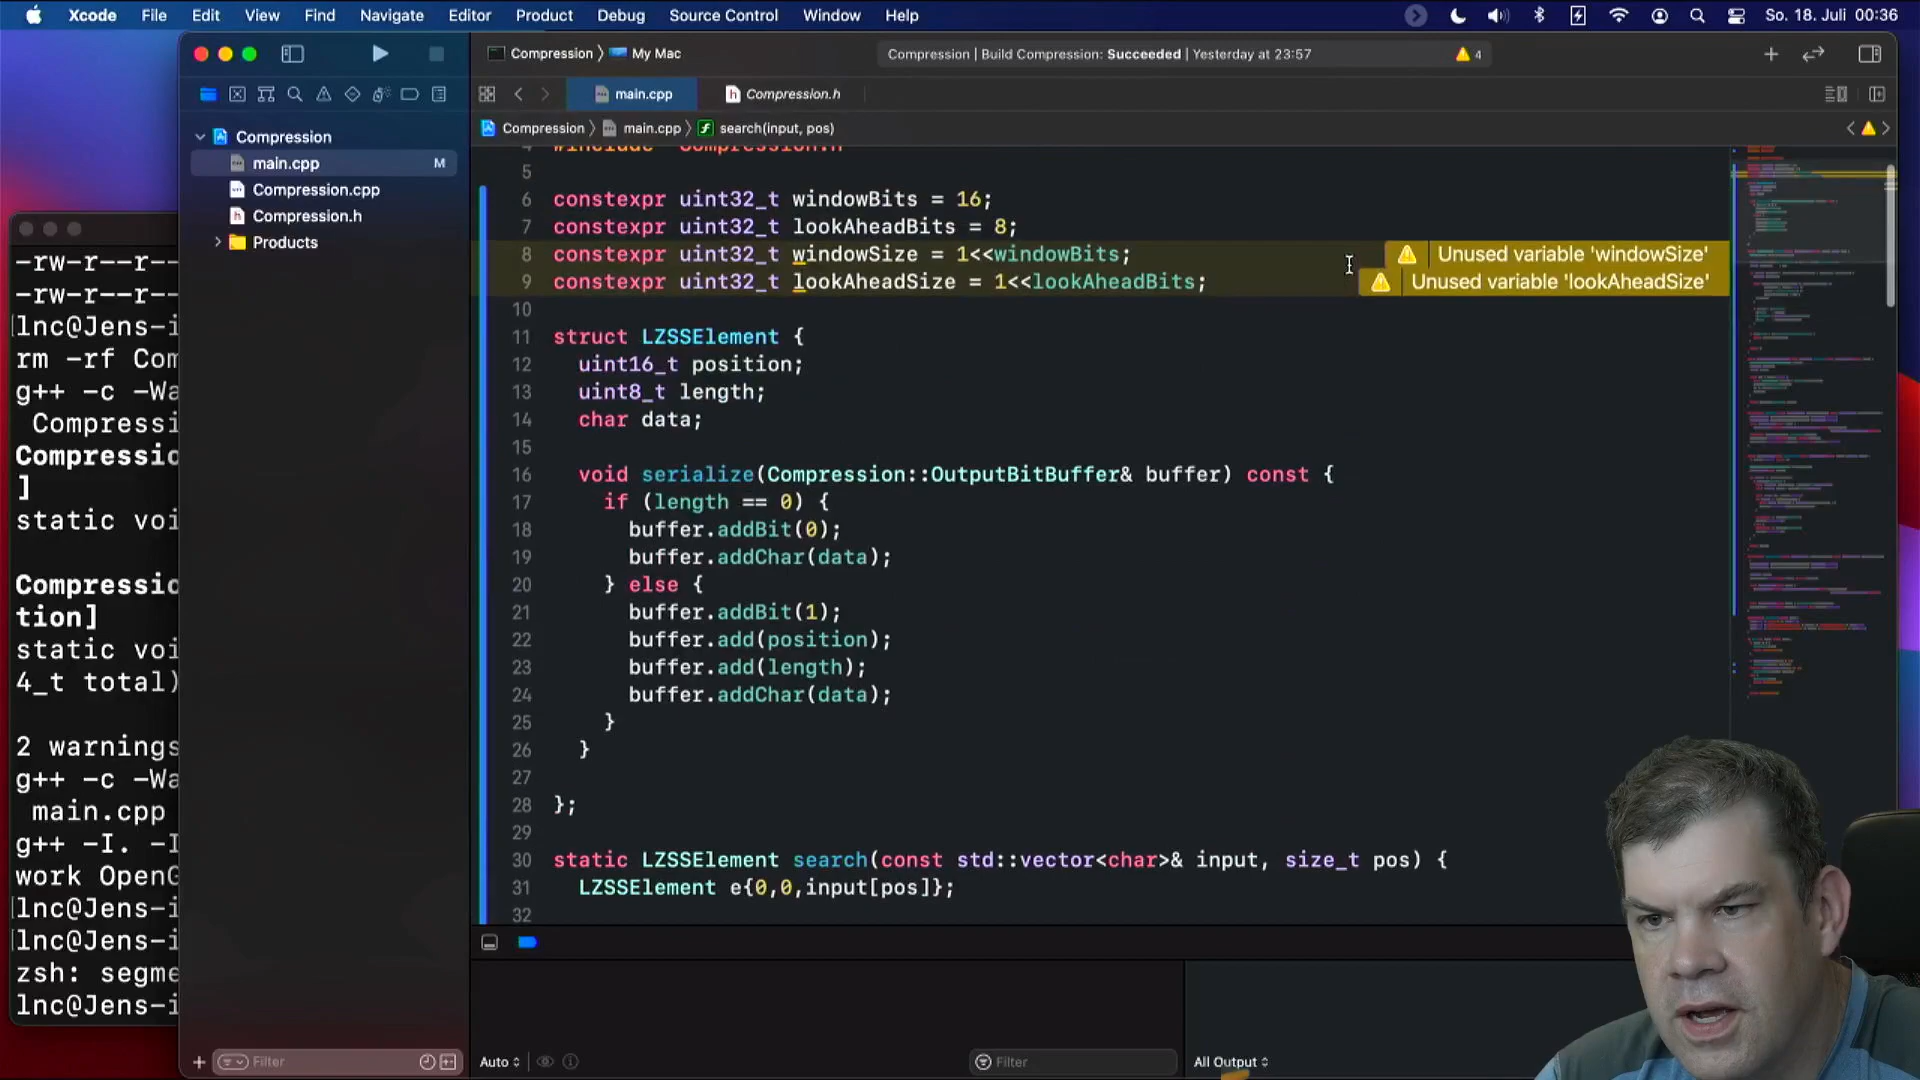 Xcode File Edit View Find Navigate Editor Product Debug Source Control Window Help So. 18. Juli 00:36
Compression 〉 My Mac
Compression | Build Compression: Succeeded | Yesterday at 23:57
4
main.cpp
Compression.h
Compression 〉 main.cpp 〉 search(input, pos)
Compression
main.cpp M
Compression.cpp
Compression.h
Products
Filter
-rw-r--r--
-rw-r--r--
lnc@Jens-i
rm -rf Com
g++ -c -Wa
Compressi
Compressio
]
static voi
Compressio
tion]
static voi
4_t total)
2 warnings
g++ -c -Wa
main.cpp
g++ -I. -I
work OpenG
lnc@Jens-i
lnc@Jens-i
zsh: segme
lnc@Jens-i
5
6 constexpr uint32_t windowBits = 16;
7 constexpr uint32_t lookAheadBits = 8;
8 constexpr uint32_t windowSize = 1<<windowBits; Unused variable 'windowSize'
9 constexpr uint32_t lookAheadSize = 1<<lookAheadBits; Unused variable 'lookAheadSize'
10
11 struct LZSSElement {
12 uint16_t position;
13 uint8_t length;
14 char data;
15
16 void serialize(Compression::OutputBitBuffer& buffer) const {
17 if (length == 0) {
18 buffer.addBit(0);
19 buffer.addChar(data);
20 } else {
21 buffer.addBit(1);
22 buffer.add(position);
23 buffer.add(length);
24 buffer.addChar(data);
25 }
26 }
27
28 };
29
30 static LZSSElement search(const std::vector<char>& input, size_t pos) {
31 LZSSElement e{0,0,input[pos]};
32
Auto
Filter
All Output